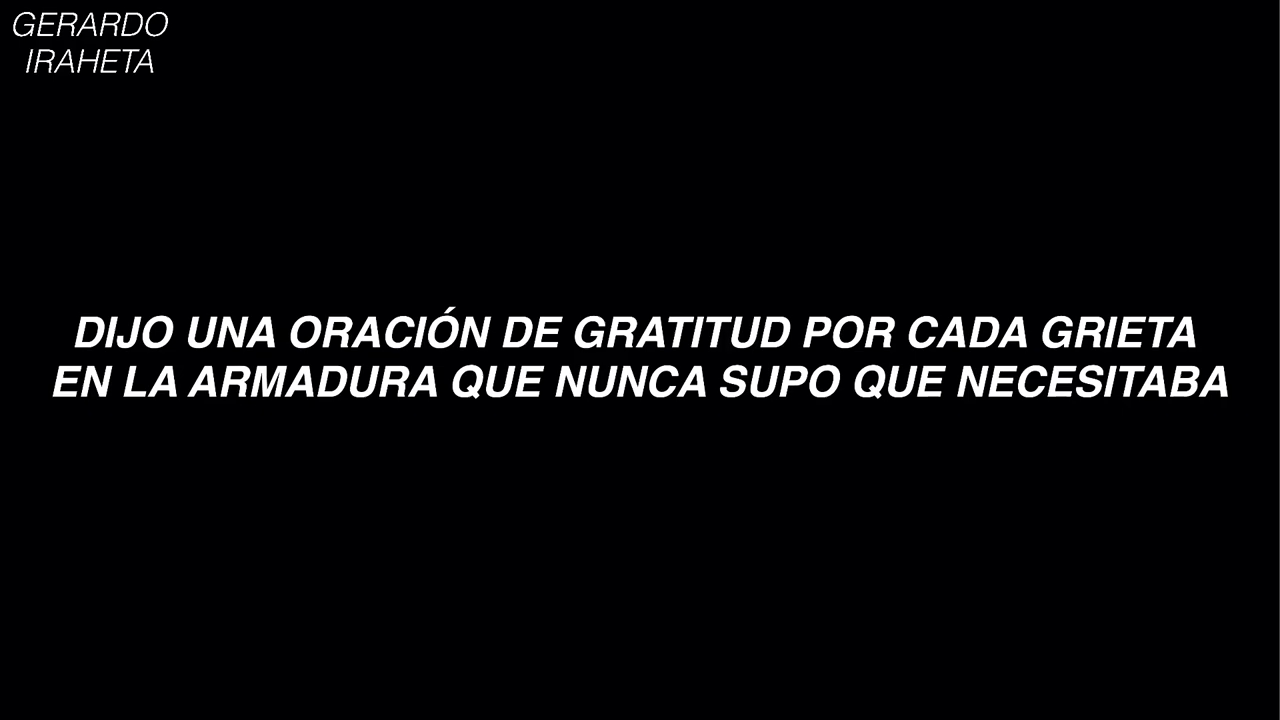 GERARDO
IRAHETA
DIJO UNA ORACIÓN DE GRATITUD POR CADA GRIETA
EN LA ARMADURA QUE NUNCA SUPO QUE NECESITABA